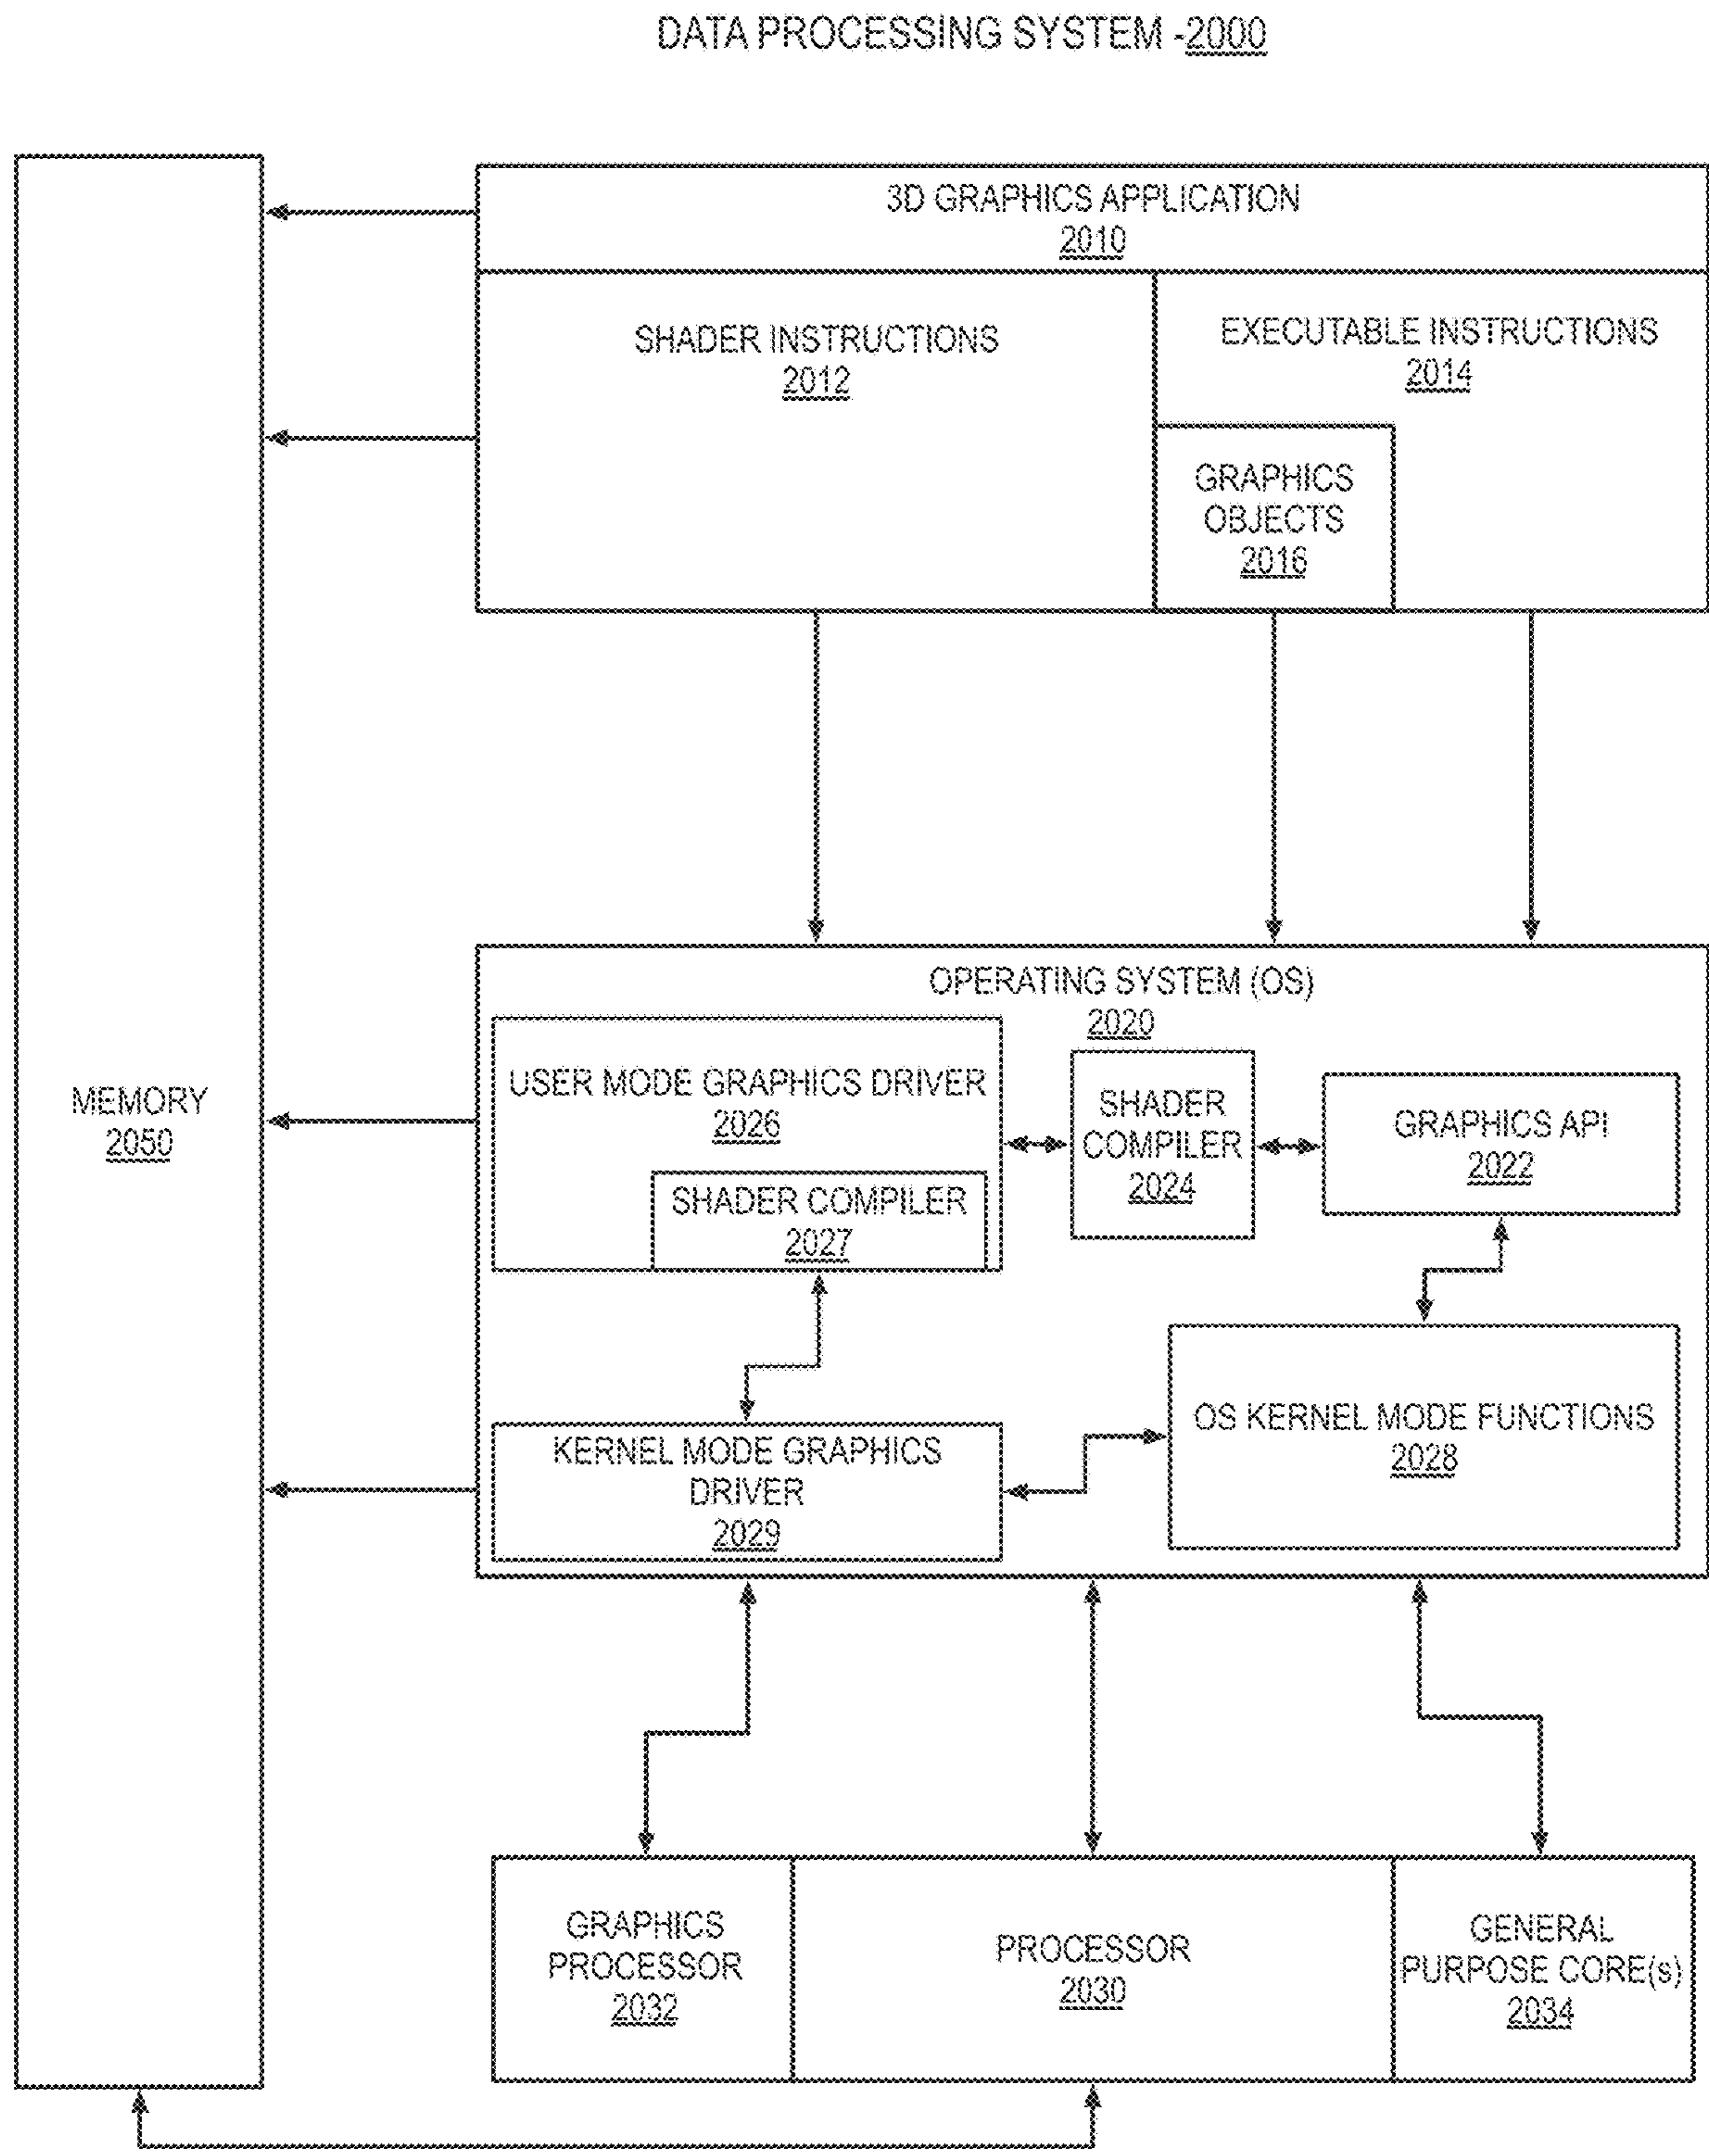 DATA PROCESSING SYSTEM -2000
3D GRAPHICS APPLICATION
2010
SHADER INSTRUCTIONS
2012
EXECUTABLE INSTRUCTIONS
2014
GRAPHICS
OBJECTS
2016
MEMORY
2050
OPERATING SYSTEM (OS)
2020
USER MODE GRAPHICS DRIVER
2026
SHADER COMPILER
2027
SHADER
COMPILER
2024
GRAPHICS API
2022
KERNEL MODE GRAPHICS
DRIVER
2029
OS KERNEL MODE FUNCTIONS
2028
GRAPHICS
PROCESSOR
2032
PROCESSOR
2030
GENERAL
PURPOSE CORE(s)
2034